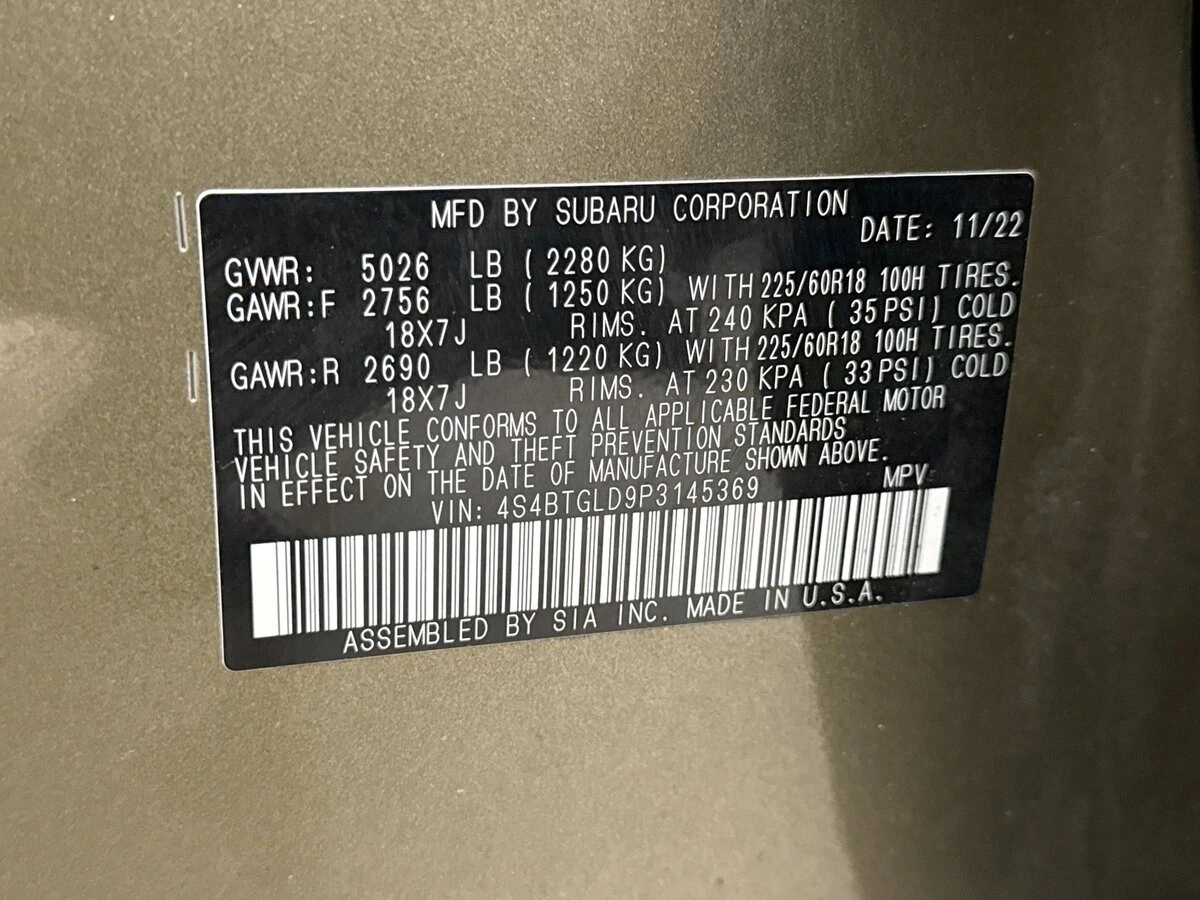 MFD BY SUBARU CORPORATION
DATE: 11/22
GVWR: 5026 LB ( 2280 KG)
GAWR:F 2756 LB ( 1250 KG) WITH 225/60R18 100H TIRES.
18X7J RIMS. AT 240 KPA ( 35 PSI) COLD
GAWR:R 2690 LB ( 1220 KG) WITH 225/60R18 100H TIRES.
18X7J RIMS. AT 230 KPA ( 33 PSI) COLD
THIS VEHICLE CONFORMS TO ALL APPLICABLE FEDERAL MOTOR
VEHICLE SAFETY AND THEFT PREVENTION STANDARDS
IN EFFECT ON THE DATE OF MANUFACTURE SHOWN ABOVE.
VIN: 4S4BTGLD9P3145369 MPV
ASSEMBLED BY SIA INC. MADE IN U.S.A.